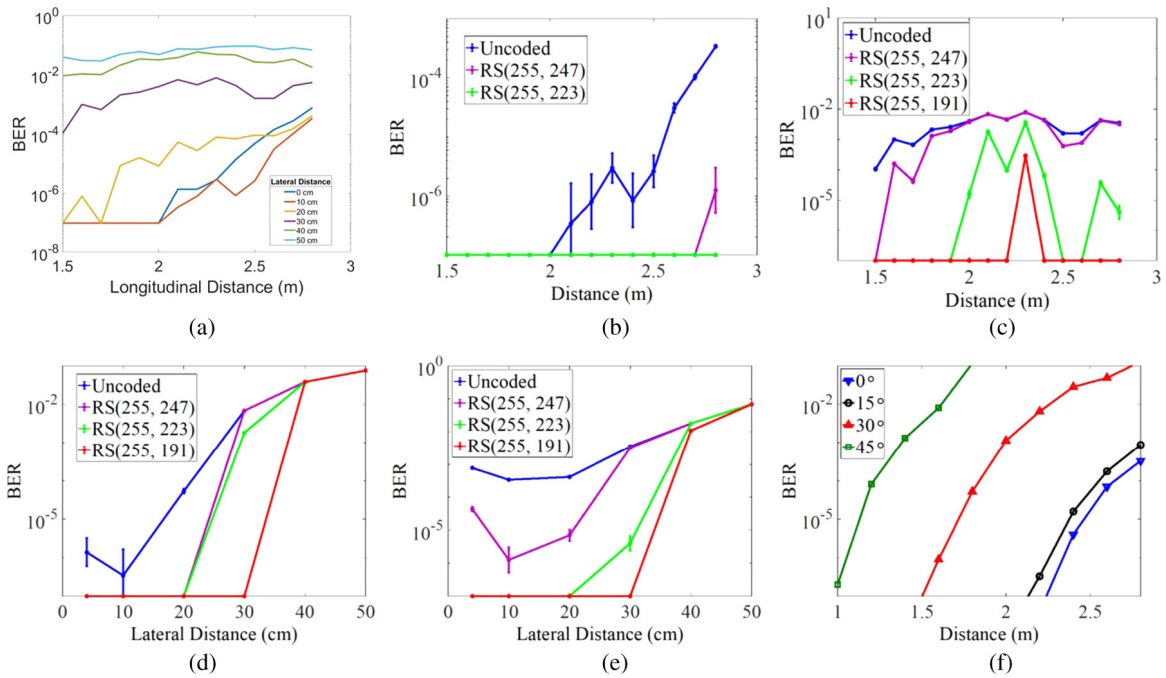 10^0
10^-2
10^-4
10^-6
10^-8
BER
1.5
2
2.5
3
Longitudinal Distance (m)
Lateral Distance
0 cm
10 cm
20 cm
30 cm
40 cm
50 cm
(a)
10^-4
10^-6
BER
Uncoded
RS(255, 247)
RS(255, 223)
1.5
2
2.5
3
Distance (m)
(b)
10^1
10^-2
10^-5
BER
Uncoded
RS(255, 247)
RS(255, 223)
RS(255, 191)
1.5
2
2.5
3
Distance (m)
(c)
10^-2
10^-5
BER
Uncoded
RS(255, 247)
RS(255, 223)
RS(255, 191)
0
10
20
30
40
50
Lateral Distance (cm)
(d)
10^0
10^-5
BER
Uncoded
RS(255, 247)
RS(255, 223)
RS(255, 191)
0
10
20
30
40
50
Lateral Distance (cm)
(e)
10^-2
10^-5
BER
0°
15°
30°
45°
1
1.5
2
2.5
Distance (m)
(f)